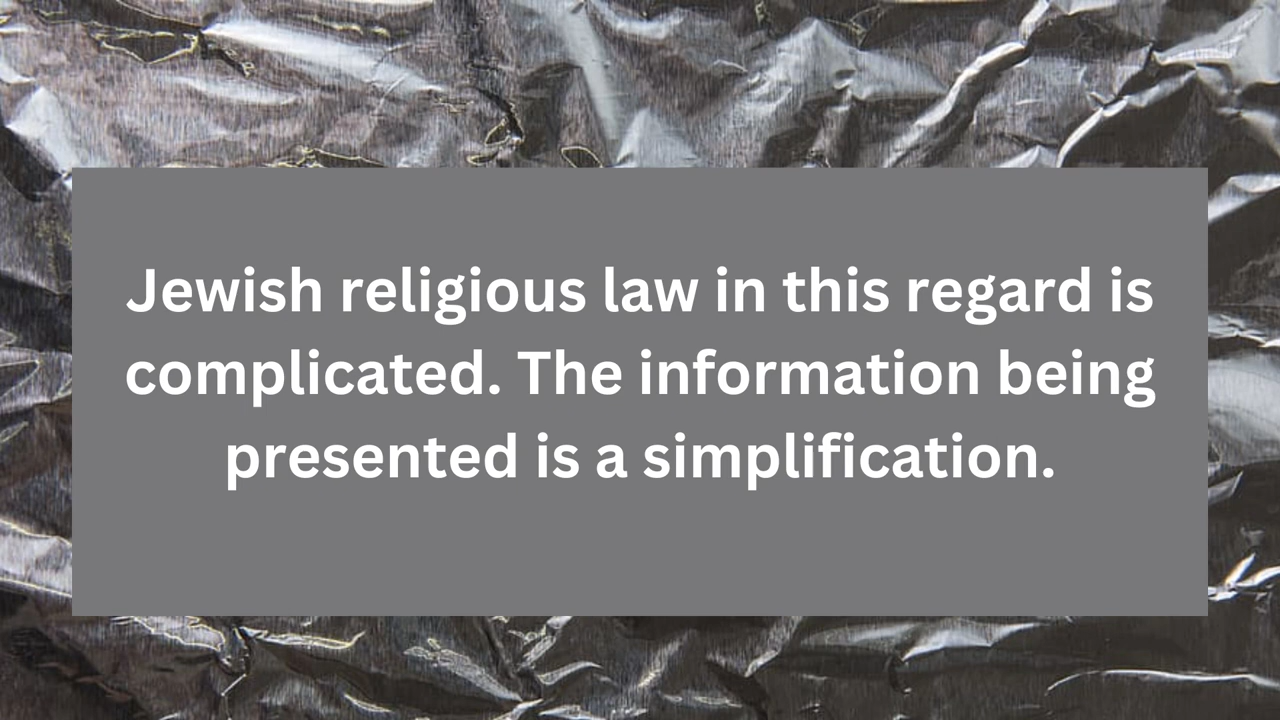 Jewish religious law in this regard is
complicated. The information being
presented is a simplification.